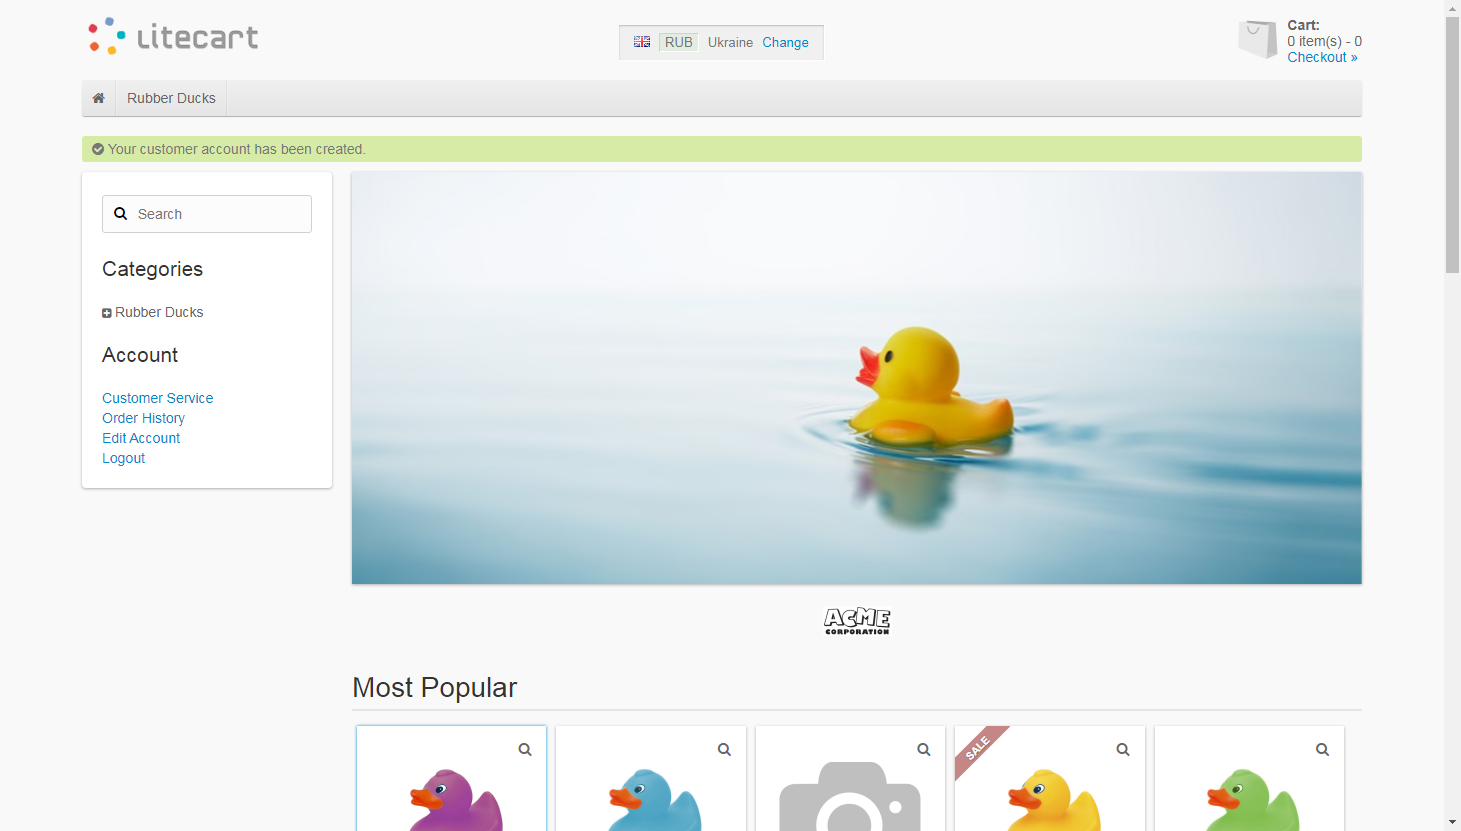 Litecart
RUB Ukraine Change
Cart:
0 item(s) - 0
Checkout »
Rubber Ducks
Your customer account has been created.
Search
Categories
Rubber Ducks
Account
Customer Service
Order History
Edit Account
Logout
ACME
CORPORATION
Most Popular
SALE